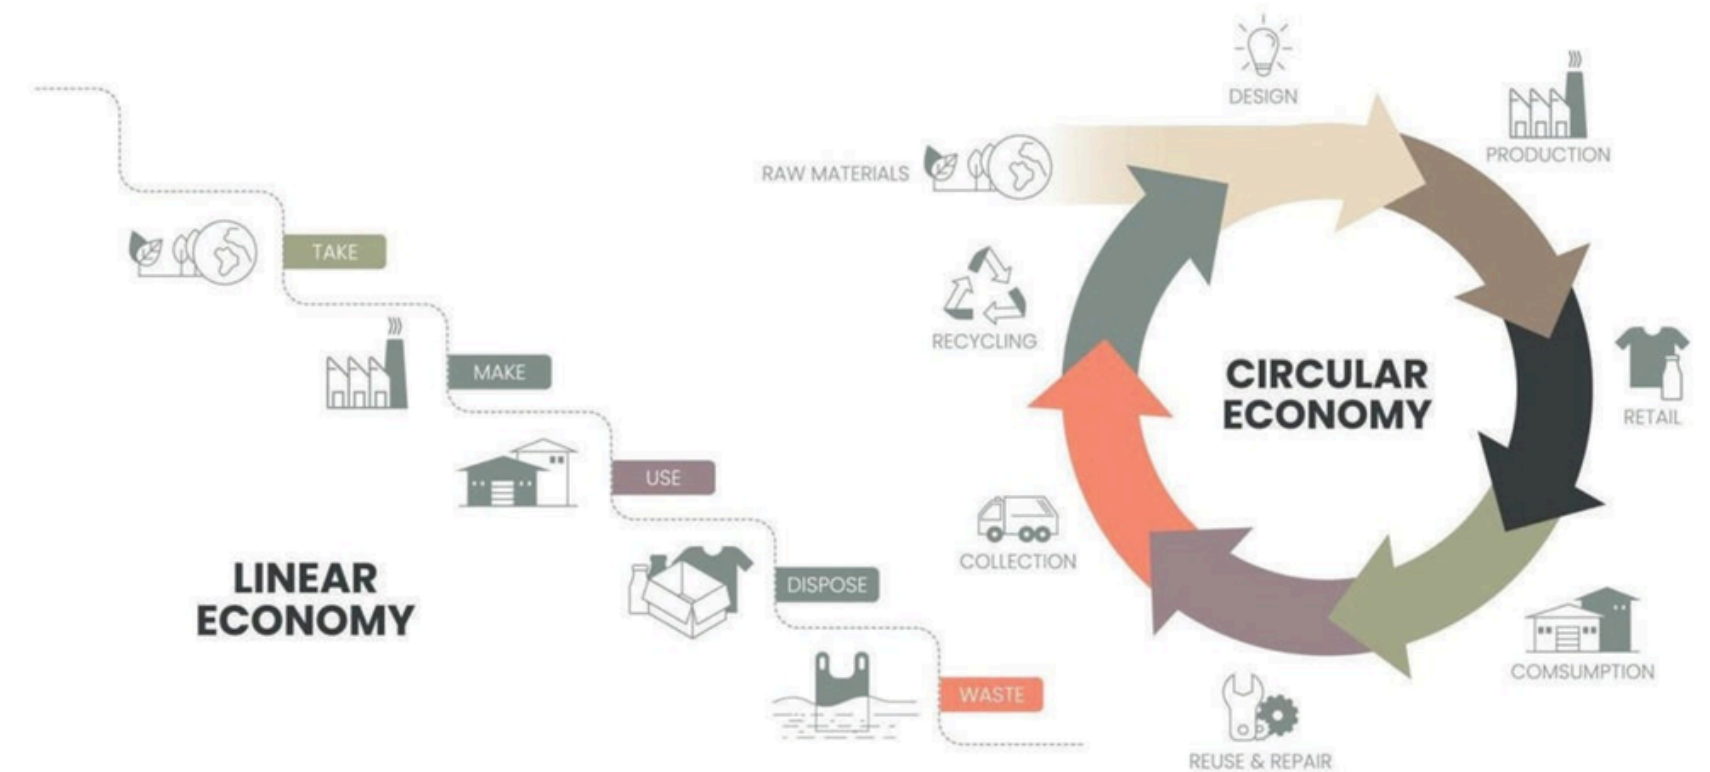 LINEAR
ECONOMY
TAKE
MAKE
USE
DISPOSE
WASTE
CIRCULAR
ECONOMY
RAW MATERIALS
DESIGN
PRODUCTION
RETAIL
COMSUMPTION
REUSE & REPAIR
COLLECTION
RECYCLING